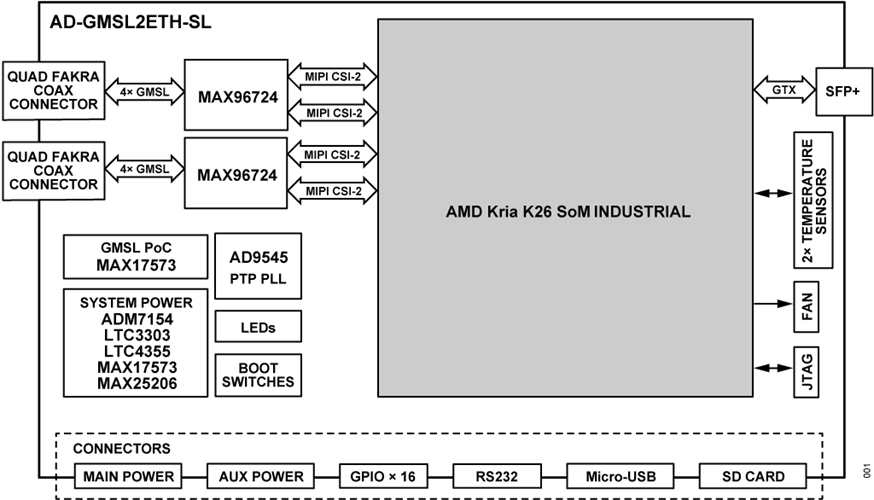 AD-GMSL2ETH-SL
QUAD FAKRA
COAX
CONNECTOR
4× GMSL
MAX96724
MIPI CSI-2
MIPI CSI-2
QUAD FAKRA
COAX
CONNECTOR
4× GMSL
MAX96724
MIPI CSI-2
MIPI CSI-2
AMD Kria K26 SoM INDUSTRIAL
GTX
SFP+
2× TEMPERATURE
SENSORS
FAN
JTAG
GMSL PoC
MAX17573
AD9545
PTP PLL
SYSTEM POWER
ADM7154
LTC3303
LTC4355
MAX17573
MAX25206
LEDs
BOOT
SWITCHES
CONNECTORS
MAIN POWER
AUX POWER
GPIO × 16
RS232
Micro-USB
SD CARD
001